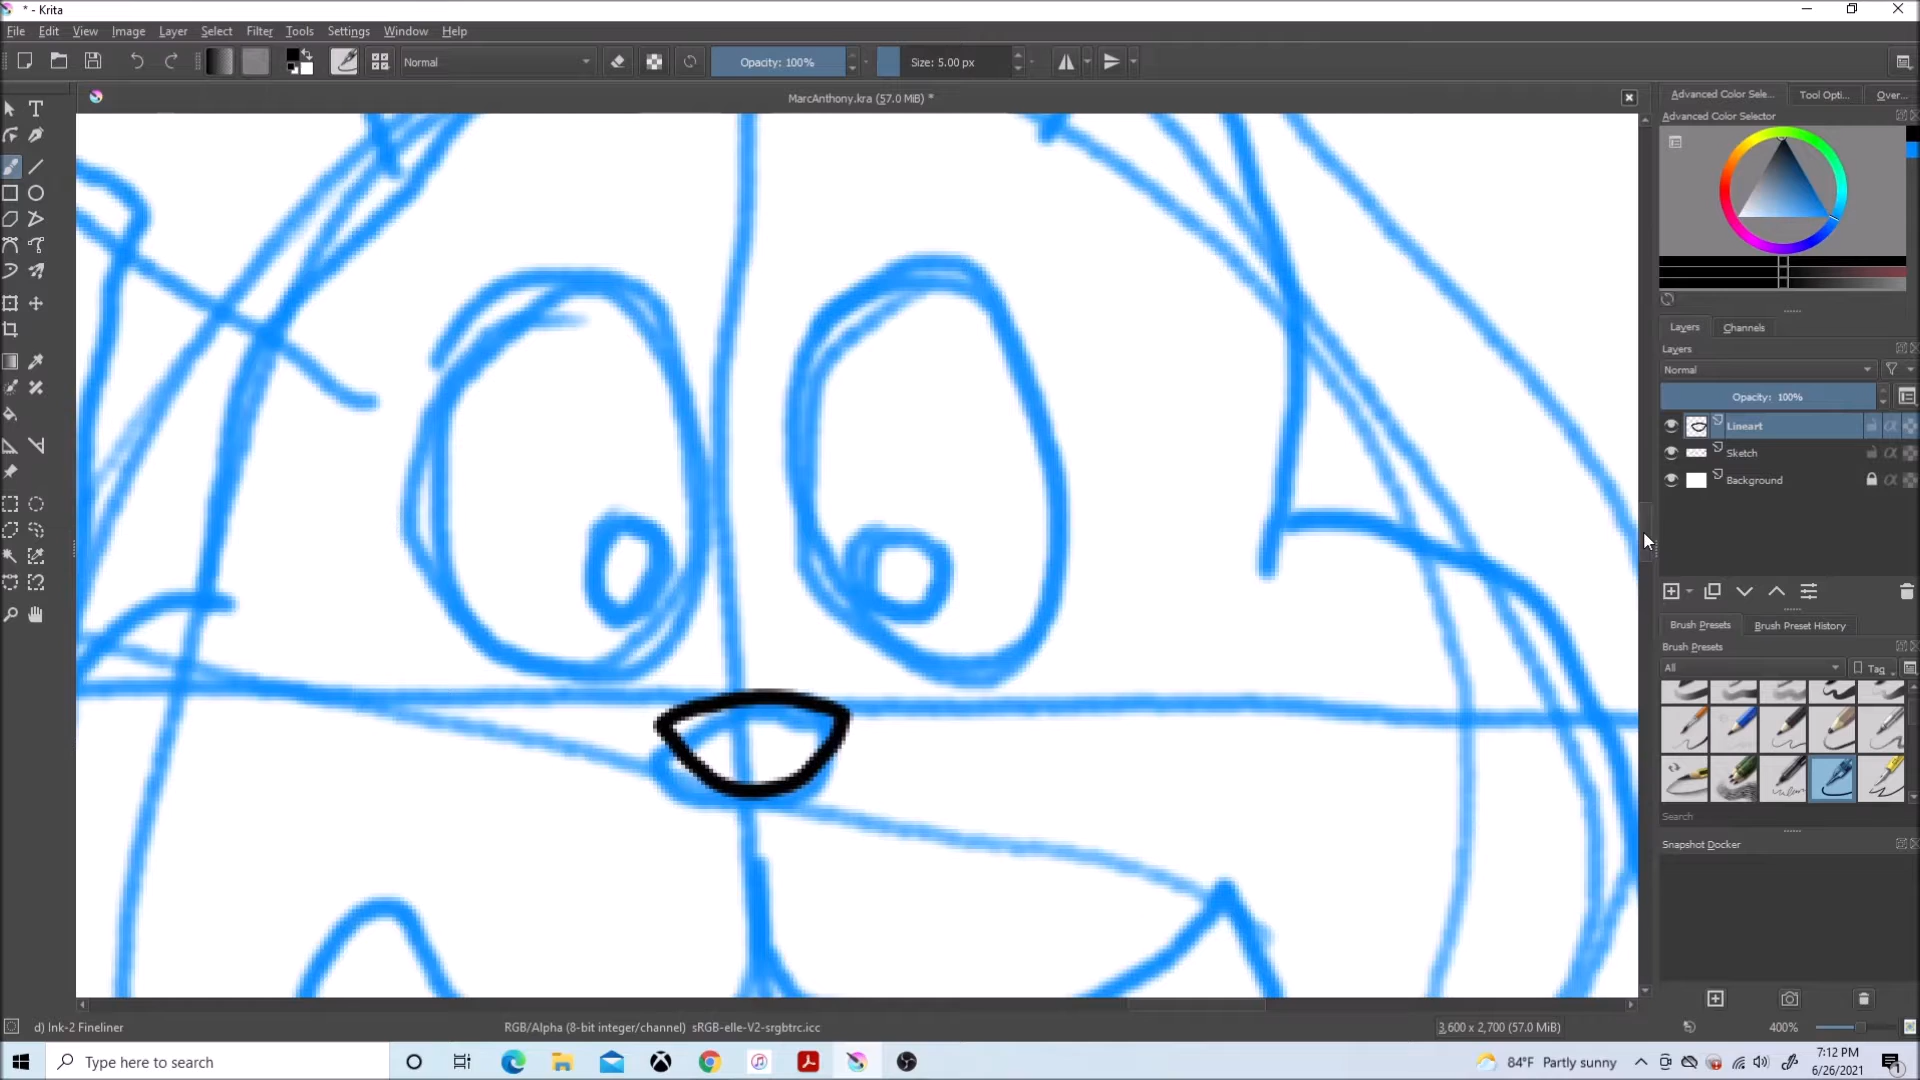 * - Krita
File Edit View Image Layer Select Filter Tools Settings Window Help
Normal Opacity: 100% Size: 5.00 px
MarcAnthony.kra (57.0 MiB) *
Advanced Color Sele... Tool Opti... Over...
Advanced Color Selector
Layers Channels
Layers
Normal
Opacity: 100%
Lineart
Sketch
Background
Brush Presets Brush Preset History
Brush Presets
All Tag
Search
Snapshot Docker
d) Ink-2 Fineliner RGB/Alpha (8-bit integer/channel) sRGB-elle-V2-srgbtrc.icc 3,600 x 2,700 (57.0 MiB) 400%
Type here to search 84°F Partly sunny 7:12 PM
6/26/2021